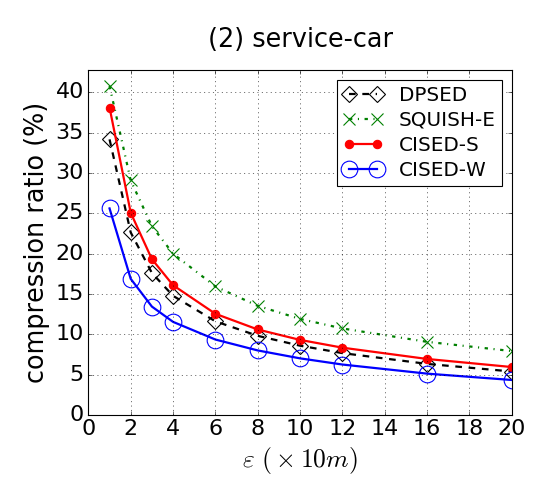 (2) service-car
compression ratio (%)
40
35
30
25
20
15
10
5
0
DPSED
SQUISH-E
CISED-S
CISED-W
0 2 4 6 8 10 12 14 16 18 20
ε (×10m)